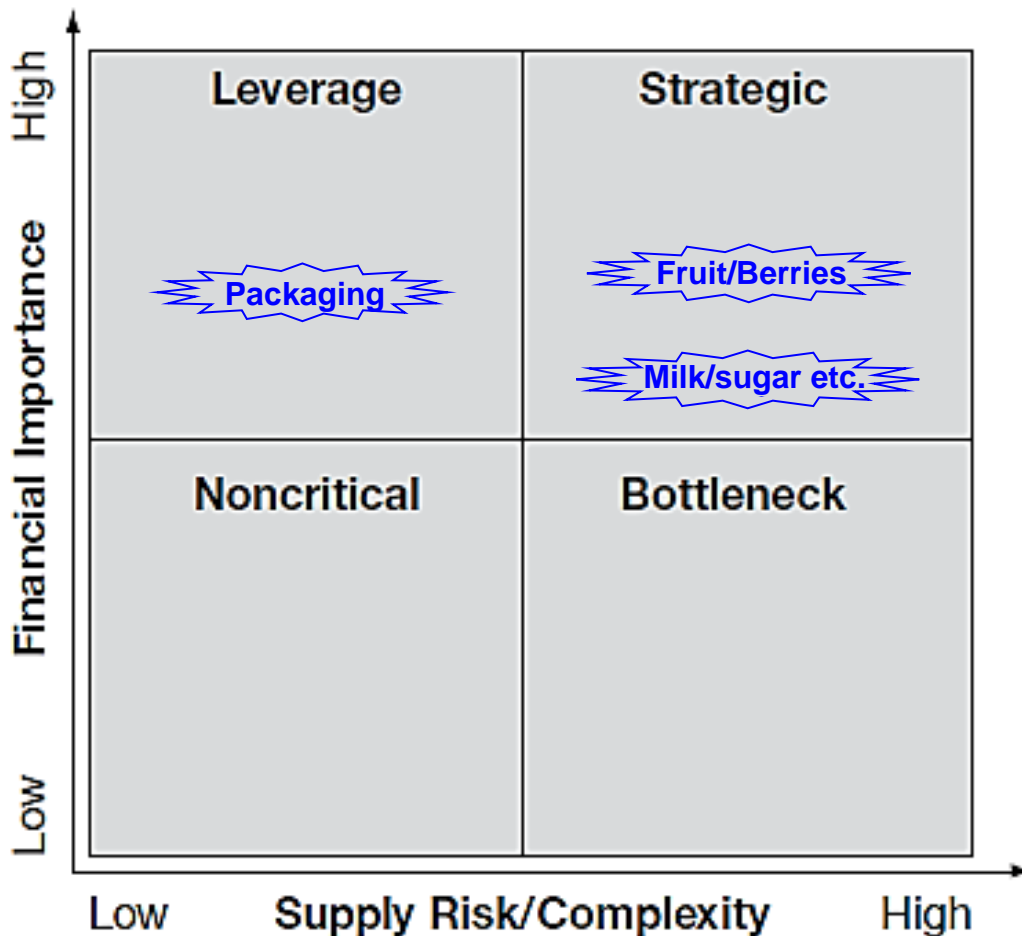 High
Leverage
Strategic
Packaging
Fruit/Berries
Milk/sugar etc.
Financial Importance
Noncritical
Bottleneck
Low
Low
Supply Risk/Complexity
High